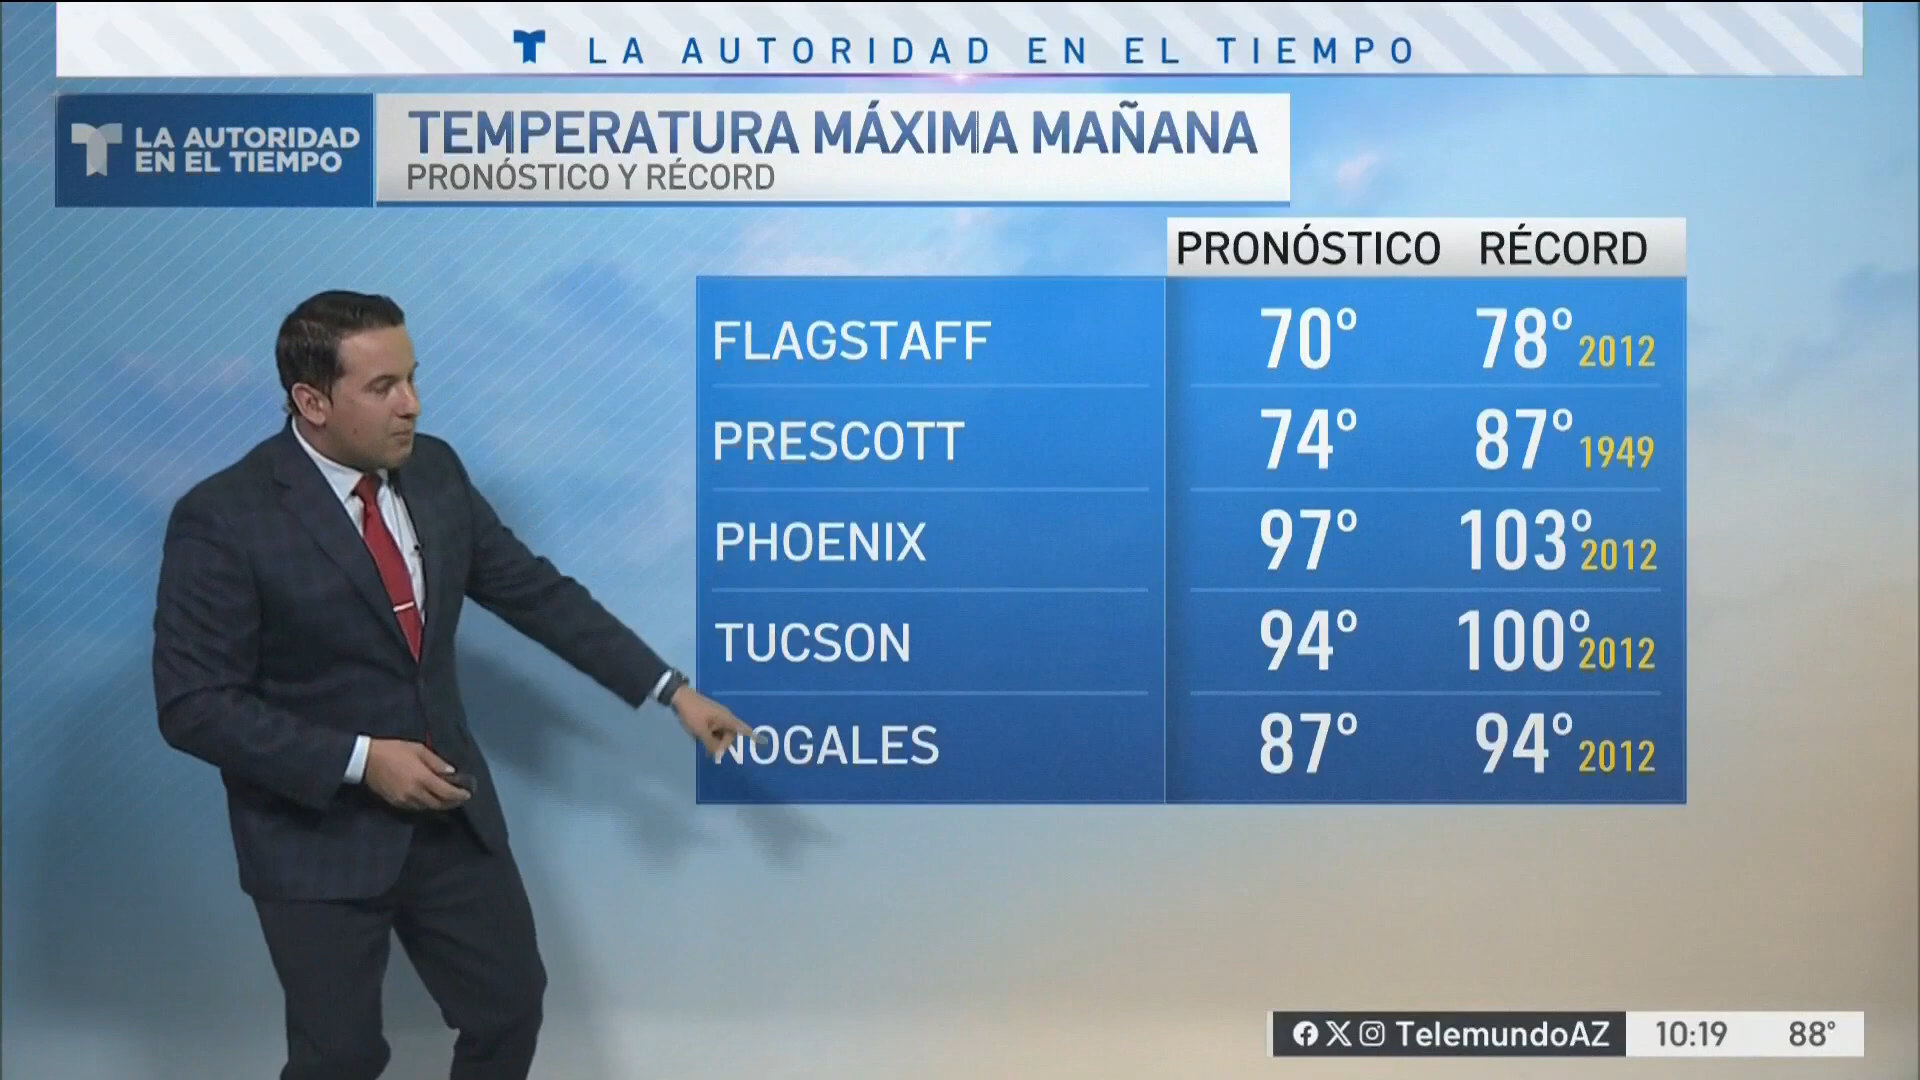 LA AUTORIDAD EN EL TIEMPO
LA AUTORIDAD
EN EL TIEMPO
TEMPERATURA MÁXIMA MAÑANA
PRONÓSTICO Y RÉCORD
PRONÓSTICO RÉCORD
FLAGSTAFF 70° 78° 2012
PRESCOTT 74° 87° 1949
PHOENIX 97° 103° 2012
TUCSON 94° 100° 2012
NOGALES 87° 94° 2012
TelemundoAZ 10:19 88°